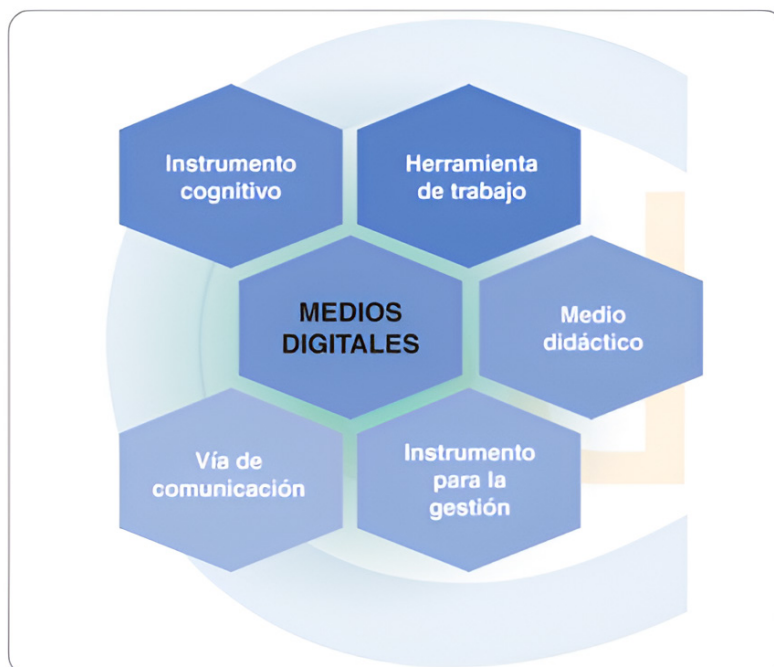 Instrumento
cognitivo
Herramienta
de trabajo
MEDIOS
DIGITALES
Medio
didáctico
Vía de
comunicación
Instrumento
para la
gestión